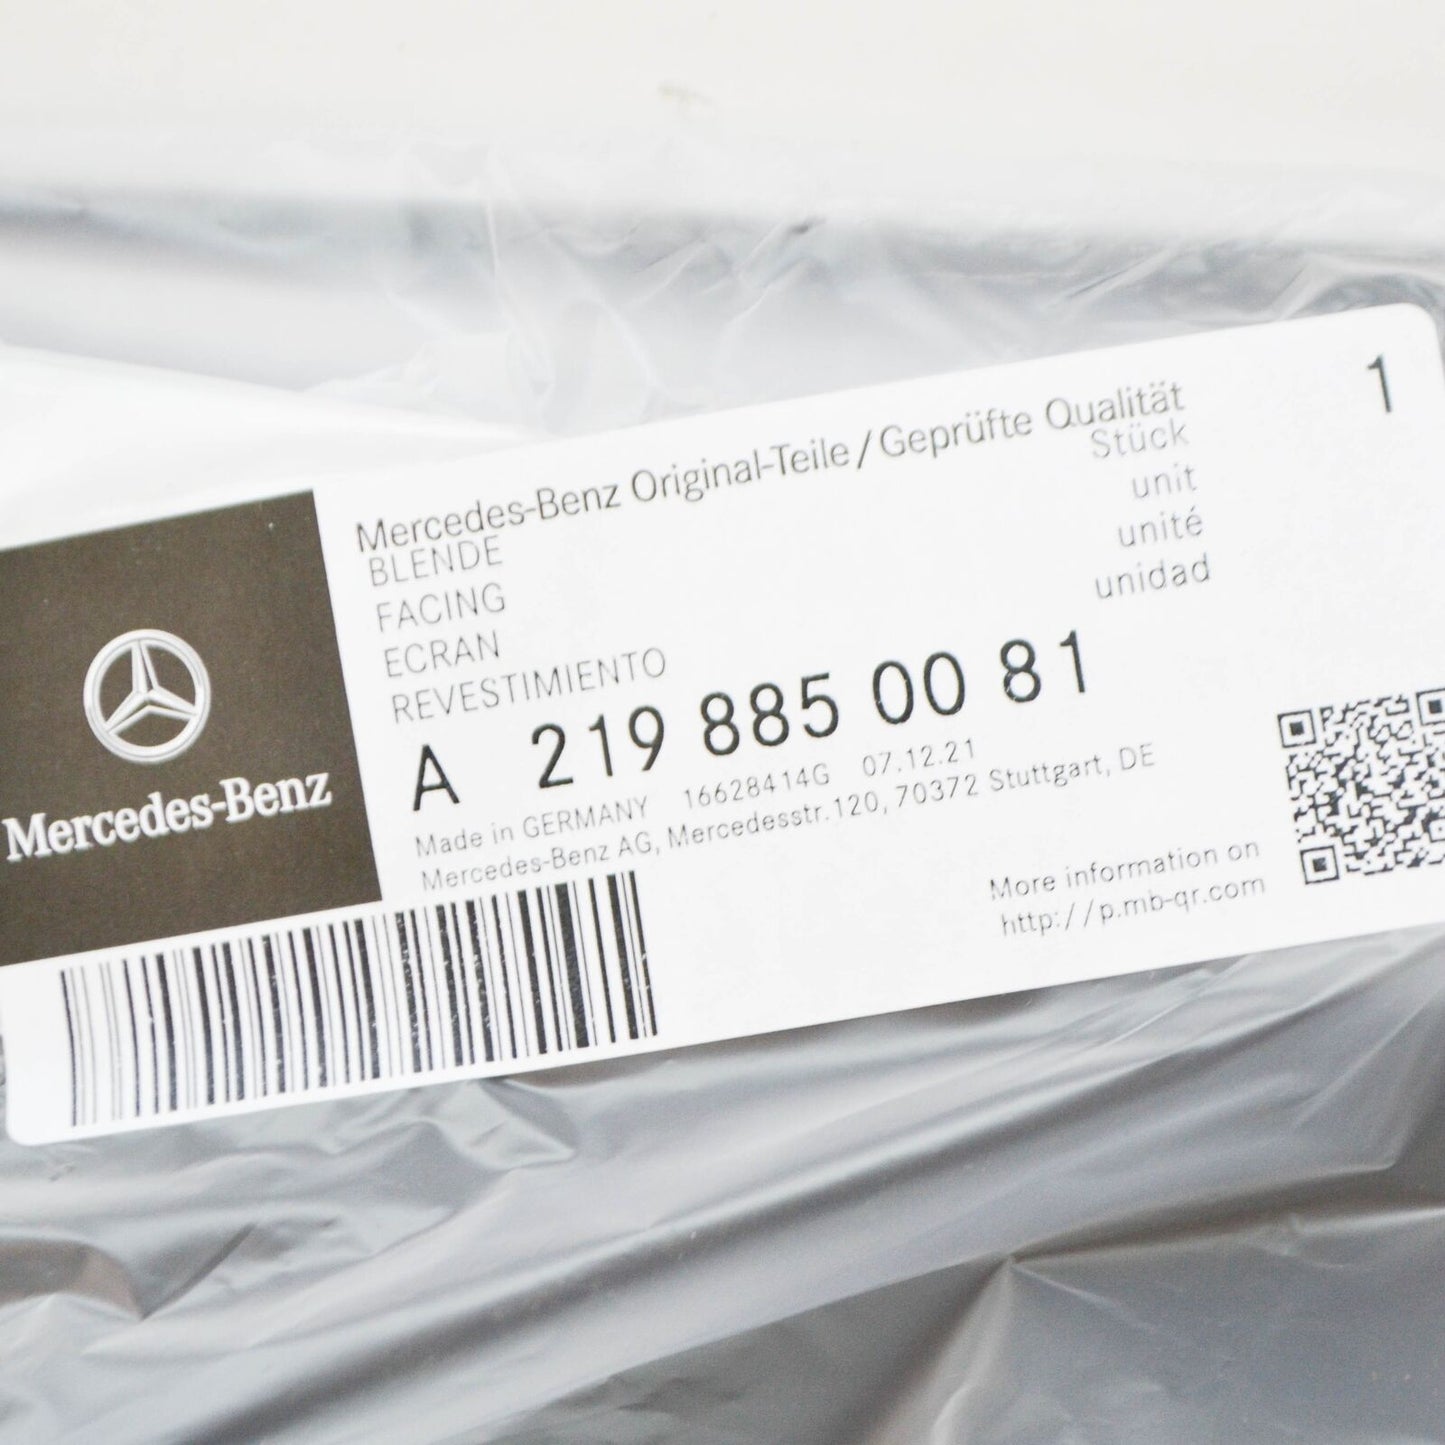 Mercedes-Benz
Mercedes-Benz Original-Teile/Geprüfte Qualität
BLENDE
FACING
ECRAN
REVESTIMIENTO
Stück
unit
unité
unidad
1
A 219 885 00 81
Made in GERMANY 16628414G 07.12.21
Mercedes-Benz AG, Mercedesstr.120, 70372 Stuttgart, DE
More information on
http://p.mb-qr.com